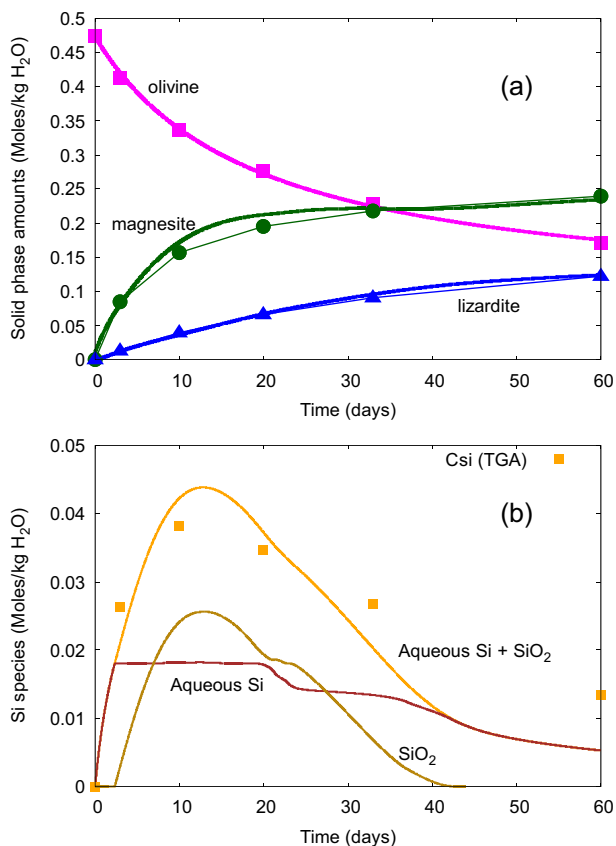 0.5
0.45
0.4
0.35
0.3
0.25
0.2
0.15
0.1
0.05
0
Solid phase amounts (Moles/kg H₂O)
(a)
olivine
magnesite
lizardite
0 10 20 30 40 50 60
Time (days)
0.05
0.04
0.03
0.02
0.01
0
Si species (Moles/kg H₂O)
Csi (TGA)
(b)
Aqueous Si + SiO₂
Aqueous Si
SiO₂
0 10 20 30 40 50 60
Time (days)